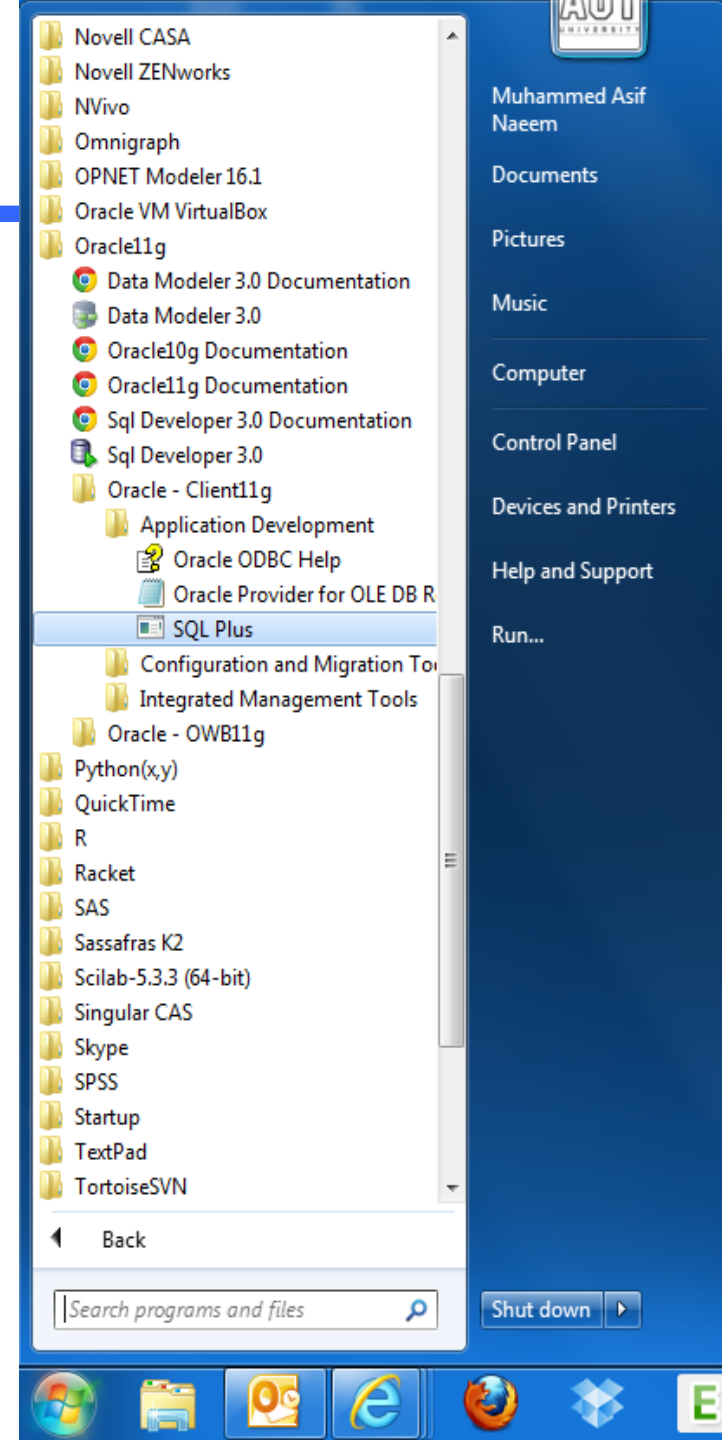 Novell CASA
Novell ZENworks
NVivo
Omnigraph
OPNET Modeler 16.1
Oracle VM VirtualBox
Oracle11g
Data Modeler 3.0 Documentation
Data Modeler 3.0
Oracle10g Documentation
Oracle11g Documentation
Sql Developer 3.0 Documentation
Sql Developer 3.0
Oracle - Client11g
Application Development
Oracle ODBC Help
Oracle Provider for OLE DB R
SQL Plus
Configuration and Migration Too
Integrated Management Tools
Oracle - OWB11g
Python(x,y)
QuickTime
R
Racket
SAS
Sassafras K2
Scilab-5.3.3 (64-bit)
Singular CAS
Skype
SPSS
Startup
TextPad
TortoiseSVN
Back
Search programs and files
AUT
UNIVERSITY
Muhammed Asif
Naeem
Documents
Pictures
Music
Computer
Control Panel
Devices and Printers
Help and Support
Run...
Shut down
E